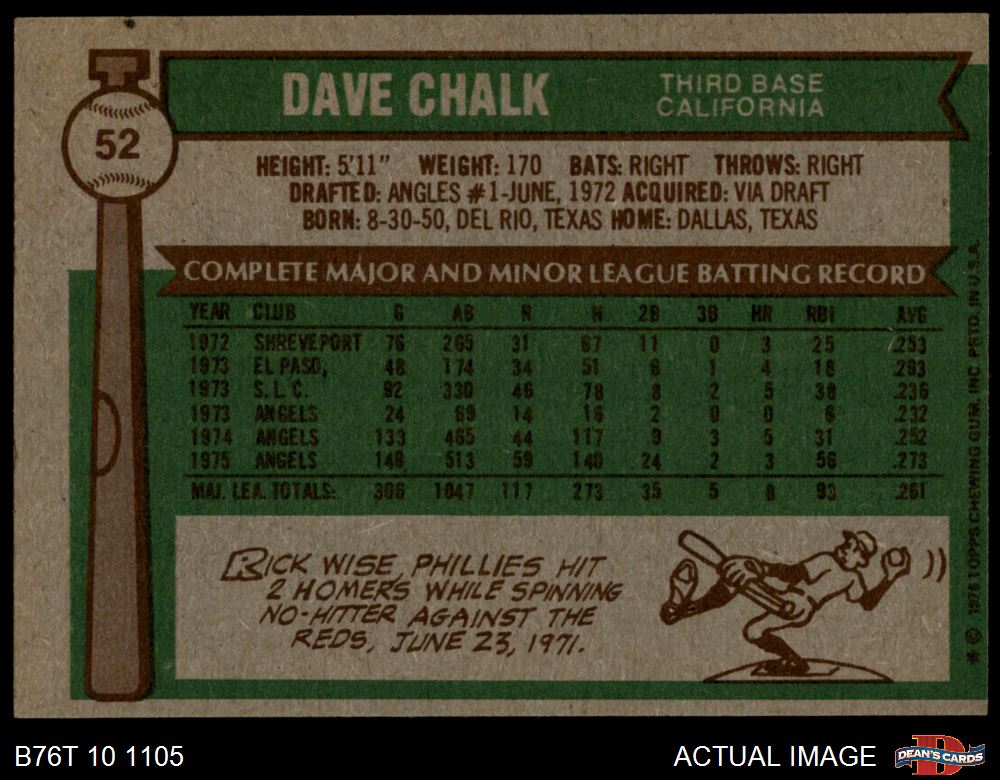 52
DAVE CHALK
THIRD BASE
CALIFORNIA
HEIGHT: 5'11" WEIGHT: 170 BATS: RIGHT THROWS: RIGHT
DRAFTED: ANGLES #1-JUNE, 1972 ACQUIRED: VIA DRAFT
BORN: 8-30-50, DEL RIO, TEXAS HOME: DALLAS, TEXAS
COMPLETE MAJOR AND MINOR LEAGUE BATTING RECORD
YEAR CLUB G AB R H 2B 3B HR RBI AVG
1972 SHREVEPORT 76 265 31 67 11 0 3 25 .253
1973 EL PASO, 48 174 34 51 6 1 4 18 .293
1973 S.L.C. 92 330 46 78 8 2 5 38 .236
1973 ANGELS 24 69 14 16 2 0 0 6 .232
1974 ANGELS 133 465 44 117 9 3 5 31 .252
1975 ANGELS 149 513 59 140 24 2 3 56 .273
MAJ. LEA. TOTALS: 306 1047 117 273 35 5 8 93 .261
RICK WISE, PHILLIES HIT
2 HOMERS WHILE SPINNING
NO-HITTER AGAINST THE
REDS, JUNE 23, 1971.
* © 1976 TOPPS CHEWING GUM, INC. PRTD. IN U.S.A.
B76T 10 1105
ACTUAL IMAGE
D
DEAN'S CARDS